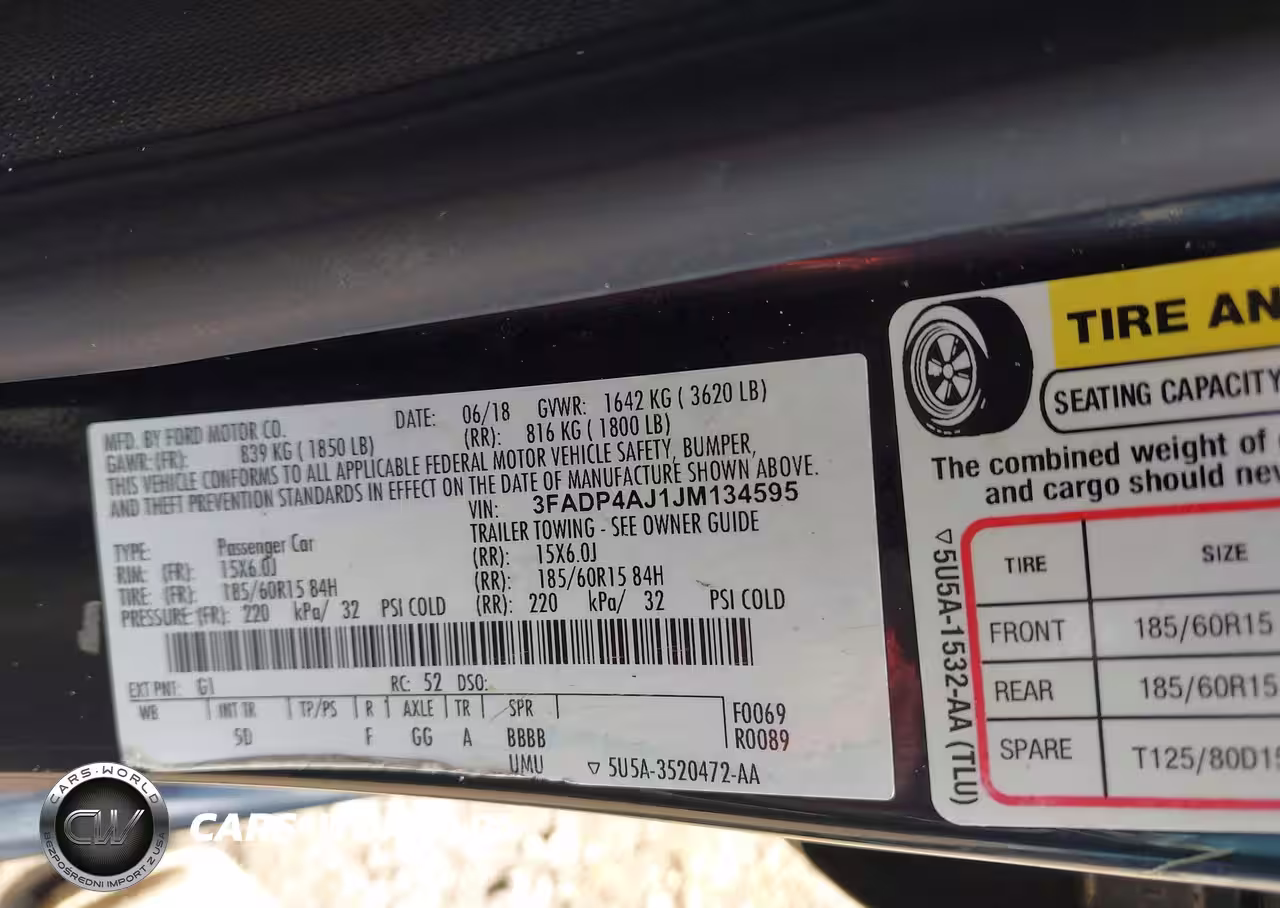 MFD. BY FORD MOTOR CO. DATE: 06/18 GVWR: 1642 KG ( 3620 LB)
GAWR: (FR): 839 KG ( 1850 LB) (RR): 816 KG ( 1800 LB)
THIS VEHICLE CONFORMS TO ALL APPLICABLE FEDERAL MOTOR VEHICLE SAFETY, BUMPER,
AND THEFT PREVENTION STANDARDS IN EFFECT ON THE DATE OF MANUFACTURE SHOWN ABOVE.
VIN: 3FADP4AJ1JM134595
TRAILER TOWING - SEE OWNER GUIDE
TYPE: Passenger Car
RIM: (FR): 15X6.0J (RR): 15X6.0J
TIRE: (FR): 185/60R15 84H (RR): 185/60R15 84H
PRESSURE: (FR): 220 kPa/ 32 PSI COLD (RR): 220 kPa/ 32 PSI COLD
EXT PNT: G1 RC: 52 DSO:
WB INT TR TP/PS R AXLE TR SPR F0069
5D F GG A BBBB R0089
UMU ▽ 5U5A-3520472-AA
TIRE AN
SEATING CAPACITY
The combined weight of
and cargo should nev
▽5U5A-1532-AA (TLU)
TIRE SIZE
FRONT 185/60R15
REAR 185/60R15
SPARE T125/80D15
CARS-WORLD
CW
BEZPOŚREDNI IMPORT Z USA
CARS